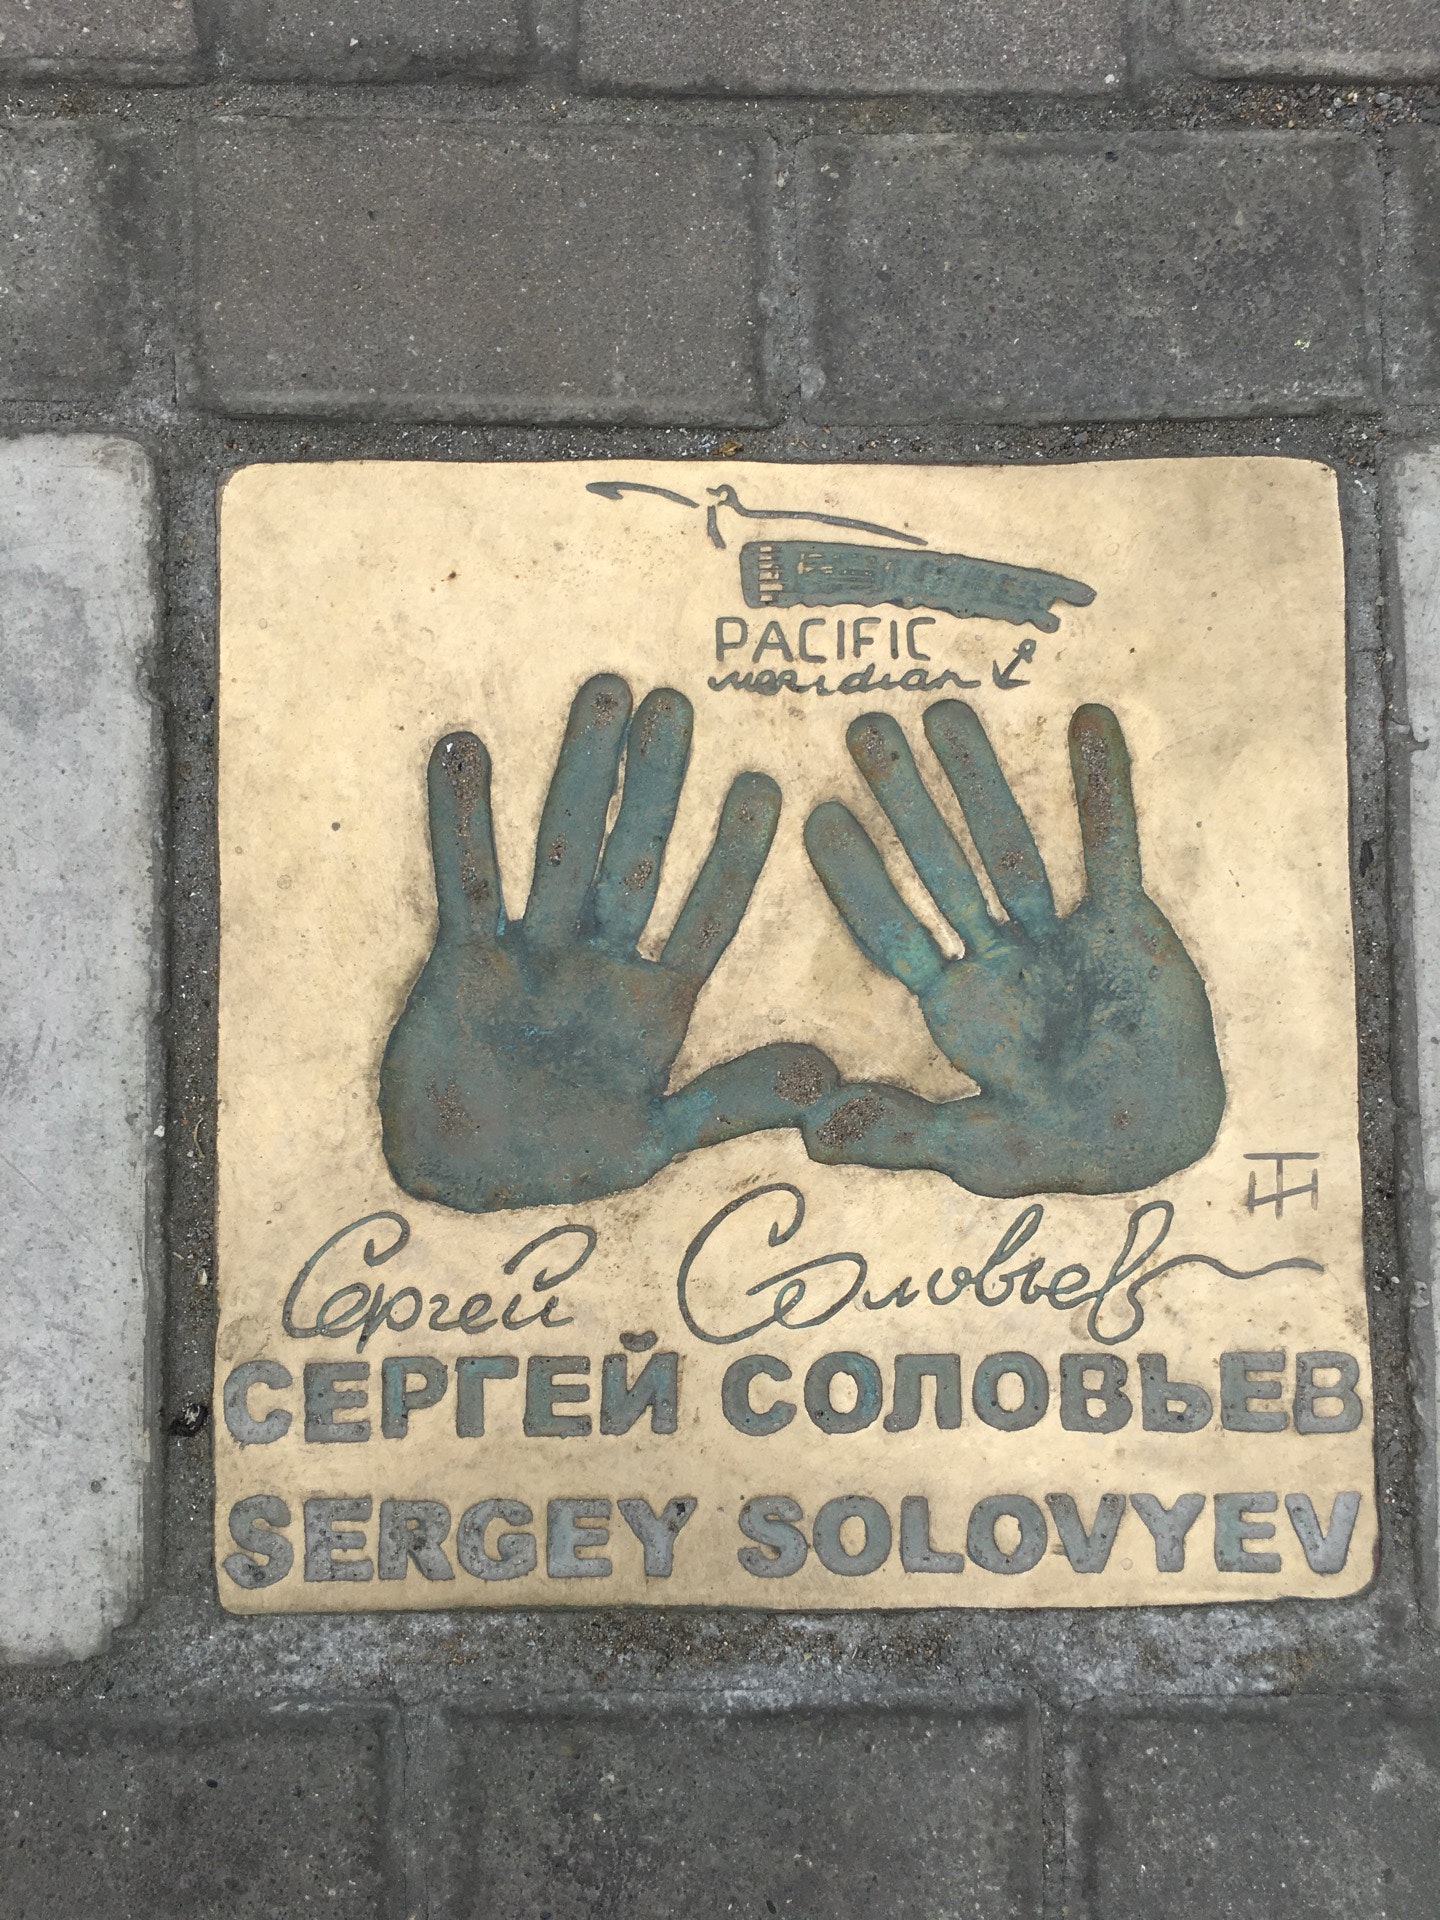 PACIFIC
meridian
Сергей Соловьев
СЕРГЕЙ СОЛОВЬЕВ
SERGEY SOLOVYEV